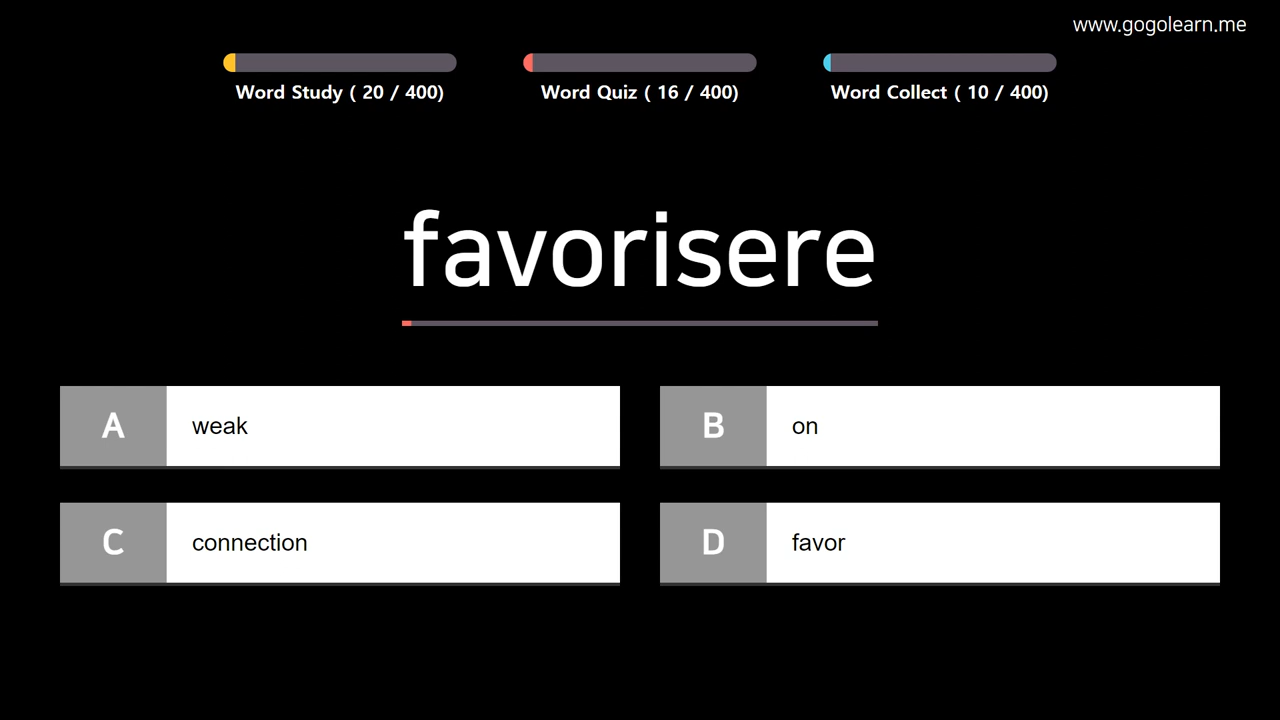 www.gogolearn.me
Word Study ( 20 / 400)
Word Quiz ( 16 / 400)
Word Collect ( 10 / 400)
favorisere
A weak
B on
C connection
D favor